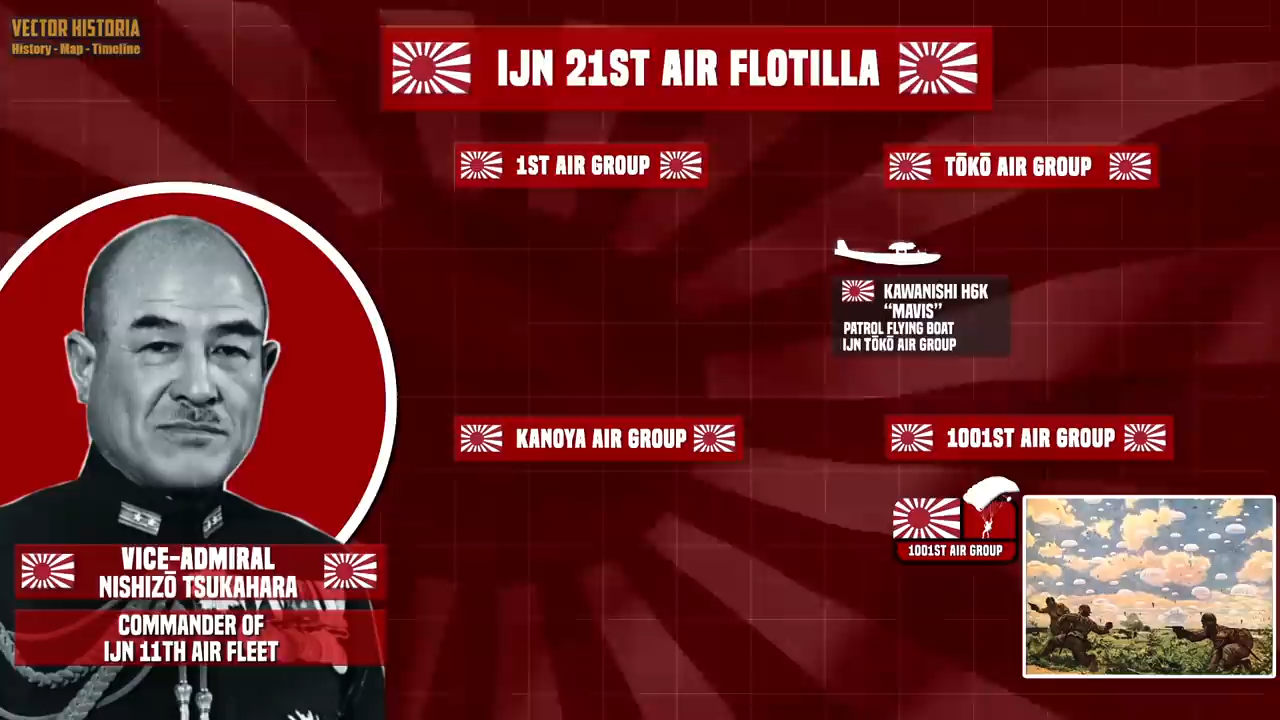 VECTOR HISTORIA
History - Map - Timeline
IJN 21ST AIR FLOTILLA
1ST AIR GROUP
TŌKŌ AIR GROUP
KAWANISHI H6K
“MAVIS”
PATROL FLYING BOAT
IJN TŌKŌ AIR GROUP
KANOYA AIR GROUP
1001ST AIR GROUP
1001ST AIR GROUP
VICE-ADMIRAL
NISHIZŌ TSUKAHARA
COMMANDER OF
IJN 11TH AIR FLEET